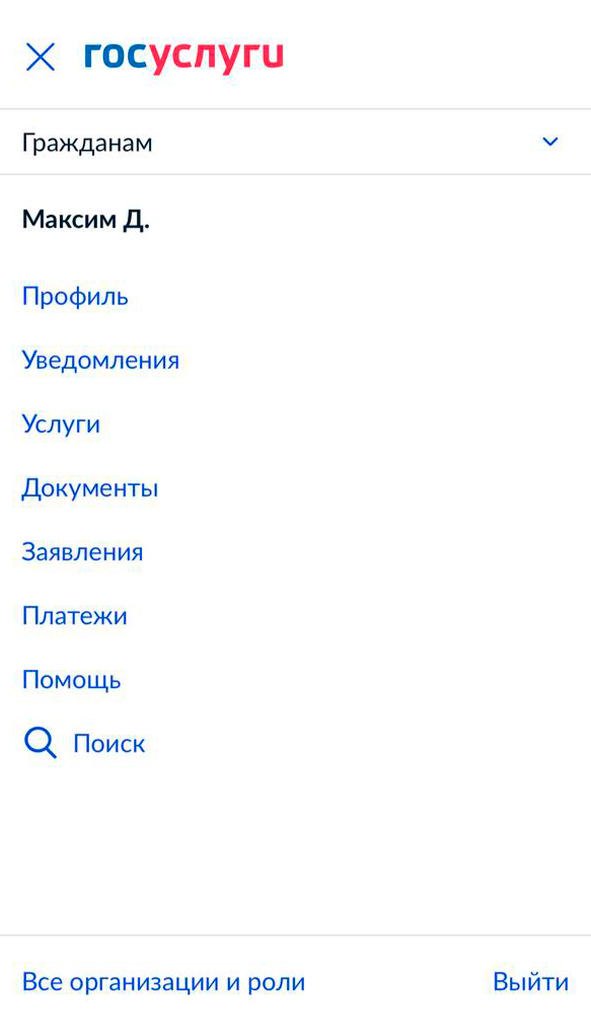 госуслуги
Гражданам
Максим Д.
Профиль
Уведомления
Услуги
Документы
Заявления
Платежи
Помощь
Поиск
Все организации и роли Выйти